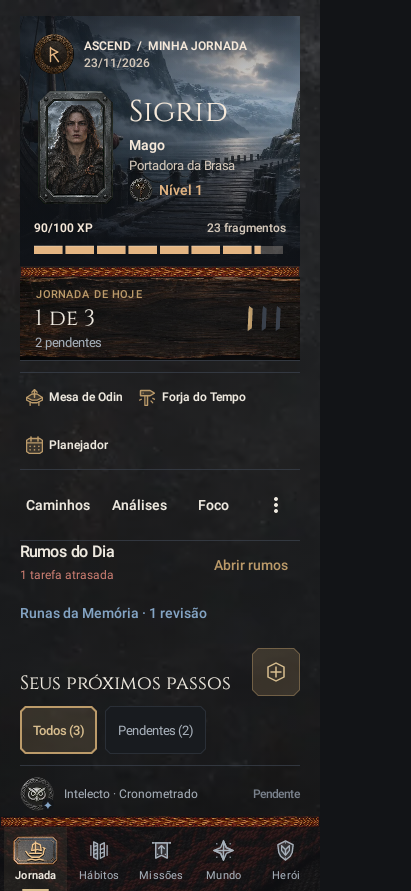 ASCEND / MINHA JORNADA
23/11/2026
Sigrid
Mago
Portadora da Brasa
Nível 1
90/100 XP
23 fragmentos
JORNADA DE HOJE
1 de 3
2 pendentes
Mesa de Odin
Forja do Tempo
Planejador
Caminhos
Análises
Foco
Rumos do Dia
1 tarefa atrasada
Abrir rumos
Runas da Memória · 1 revisão
Seus próximos passos
Todos (3)
Pendentes (2)
Intelecto · Cronometrado
Pendente
Jornada
Hábitos
Missões
Mundo
Herói